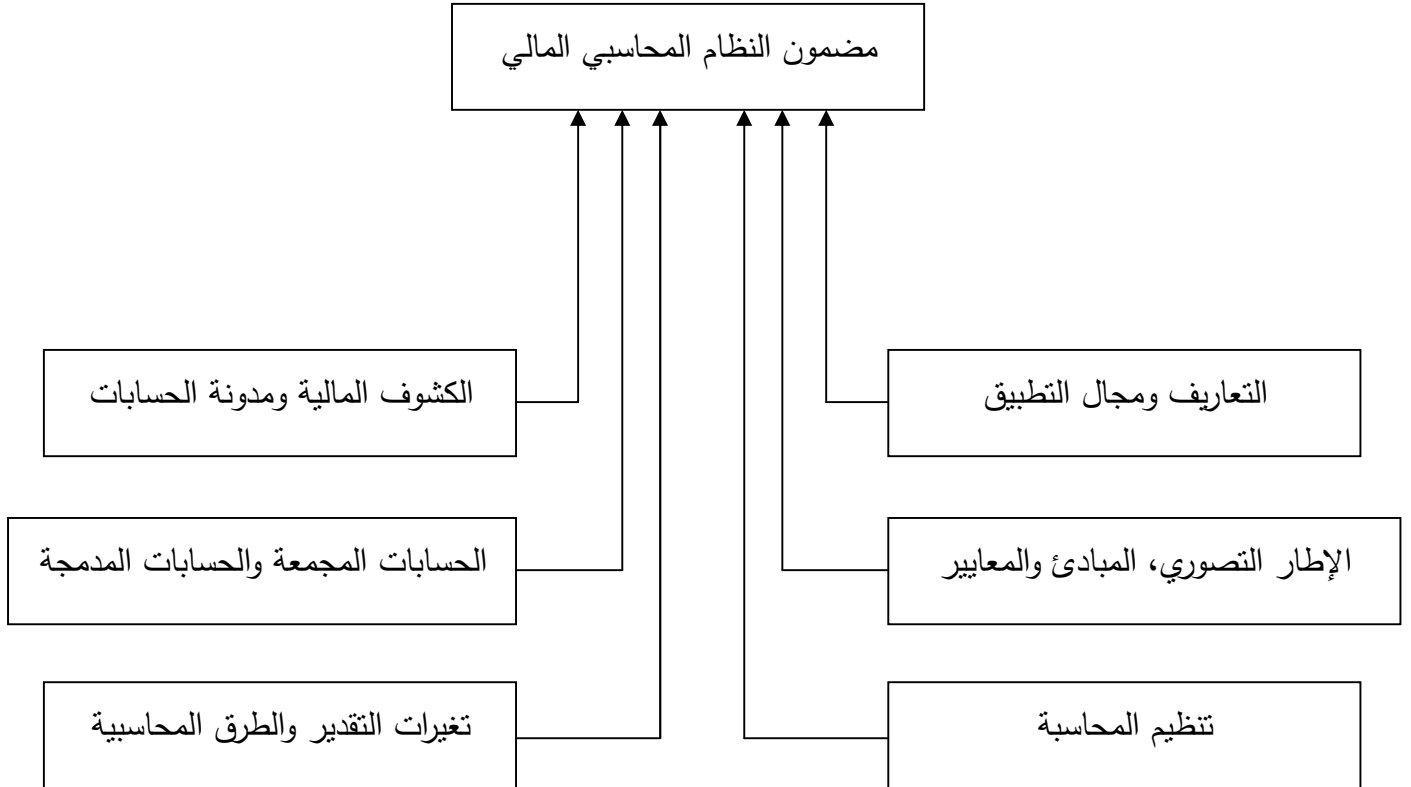 مضمون النظام المحاسبي المالي
التعاريف ومجال التطبيق
الكشوف المالية ومدونة الحسابات
الإطار التصوري، المبادئ والمعايير
الحسابات المجمعة والحسابات المدمجة
تنظيم المحاسبة
تغيرات التقدير والطرق المحاسبية